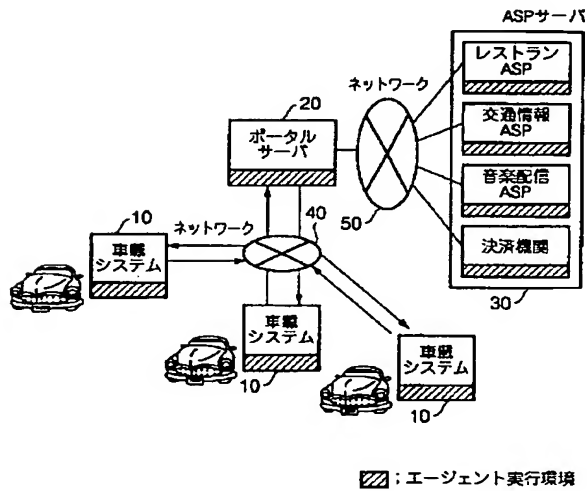 ASPサーバ
レストラン
ASP
ネットワーク
交通情報
ASP
20
ポータル
サーバ
音楽配信
ASP
50
10
ネットワーク
40
決済機関
車載
システム
30
車載
システム
車載
システム
10
10
;エージェント実行環境